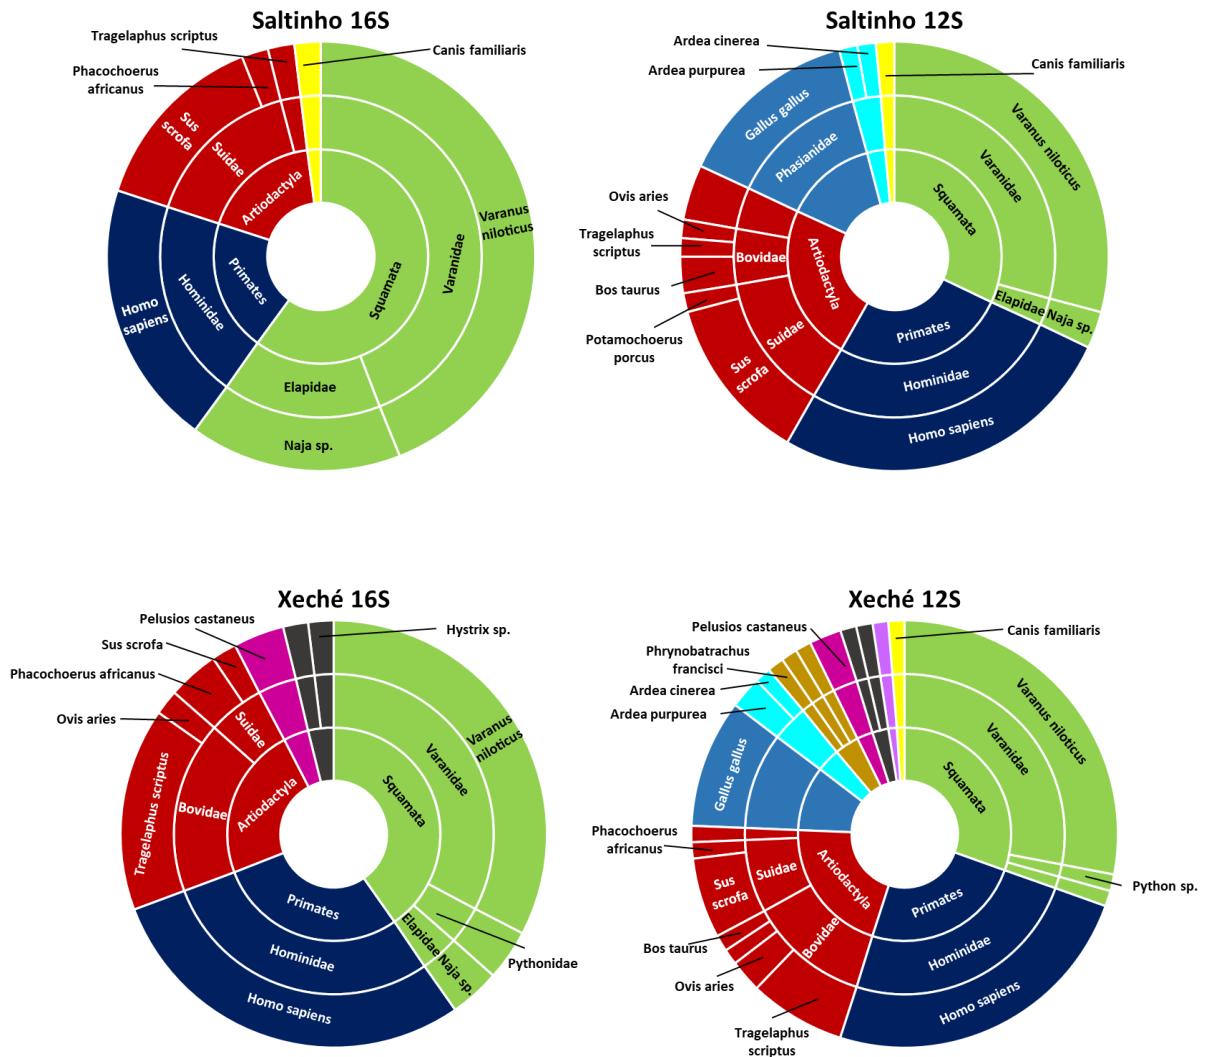 Saltinho 16S
Tragelaphus scriptus
Canis familiaris
Phacochoerus
africanus
Sus
scrofa
Suidae
Artiodactyla
Varanus
niloticus
Varanidae
Squamata
Primates
Hominidae
Homo
sapiens
Elapidae
Naja sp.
Saltinho 12S
Ardea cinerea
Ardea purpurea
Canis familiaris
Gallus gallus
Phasianidae
Varanus niloticus
Varanidae
Squamata
Ovis aries
Tragelaphus
scriptus
Bovidae
Artiodactyla
Bos taurus
Elapidae
Naja sp.
Potamochoerus
porcus
Suidae
Sus
scrofa
Primates
Hominidae
Homo sapiens
Xeché 16S
Pelusios castaneus
Hystrix sp.
Sus scrofa
Phacochoerus africanus
Ovis aries
Suidae
Varanus
niloticus
Varanidae
Squamata
Tragelaphus scriptus
Bovidae
Artiodactyla
Primates
Elapidae
Naja sp.
Pythonidae
Hominidae
Homo sapiens
Xeché 12S
Pelusios castaneus
Canis familiaris
Phrynobatrachus
francisci
Ardea cinerea
Ardea purpurea
Gallus gallus
Varanus niloticus
Varanidae
Squamata
Phacochoerus
africanus
Suidae
Artiodactyla
Sus
scrofa
Python sp.
Primates
Bos taurus
Bovidae
Hominidae
Ovis aries
Homo sapiens
Tragelaphus
scriptus